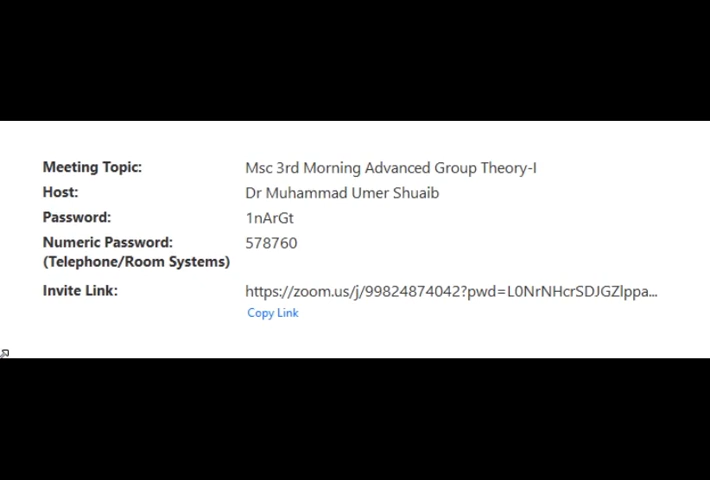 Meeting Topic: Msc 3rd Morning Advanced Group Theory-I
Host: Dr Muhammad Umer Shuaib
Password: 1nArGt
Numeric Password: 578760
(Telephone/Room Systems)
Invite Link: https://zoom.us/j/99824874042?pwd=L0NrNHcrSDJGZlppa...
Copy Link